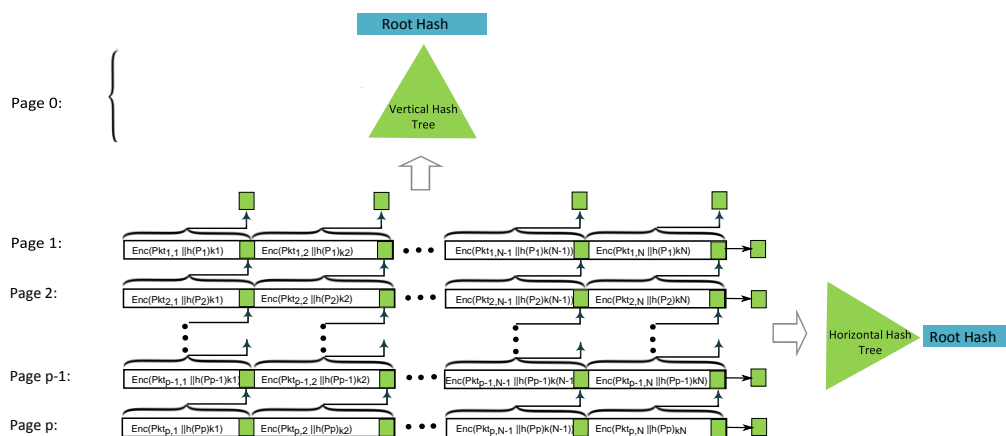 Root Hash
Page 0:
Vertical Hash
Tree
Page 1:
Enc(Pkt1,1 ||h(P1)k1) Enc(Pkt1,2 ||h(P1)k2) ••• Enc(Pkt1,N-1 ||h(P1)k(N-1)) Enc(Pkt1,N ||h(P1)kN)
Page 2:
Enc(Pkt2,1 ||h(P2)k1) Enc(Pkt2,2 ||h(P2)k2) ••• Enc(Pkt2,N-1 ||h(P2)k(N-1)) Enc(Pkt2,N ||h(P2)kN)
Horizontal Hash
Tree
Root Hash
Page p-1:
Enc(Pktp-1,1 ||h(Pp-1)k1) Enc(Pktp-1,2 ||h(Pp-1)k2) ••• Enc(Pktp-1,N-1 ||h(Pp-1)k(N-1 Enc(Pktp-1,N ||h(Pp-1)kN)
Page p:
Enc(Pktp,1 ||h(Pp)k1) Enc(Pktp,2 ||h(Pp)k2) ••• Enc(Pktp,N-1 ||h(Pp)k(N-1)) Enc(Pktp,N ||h(Pp)kN